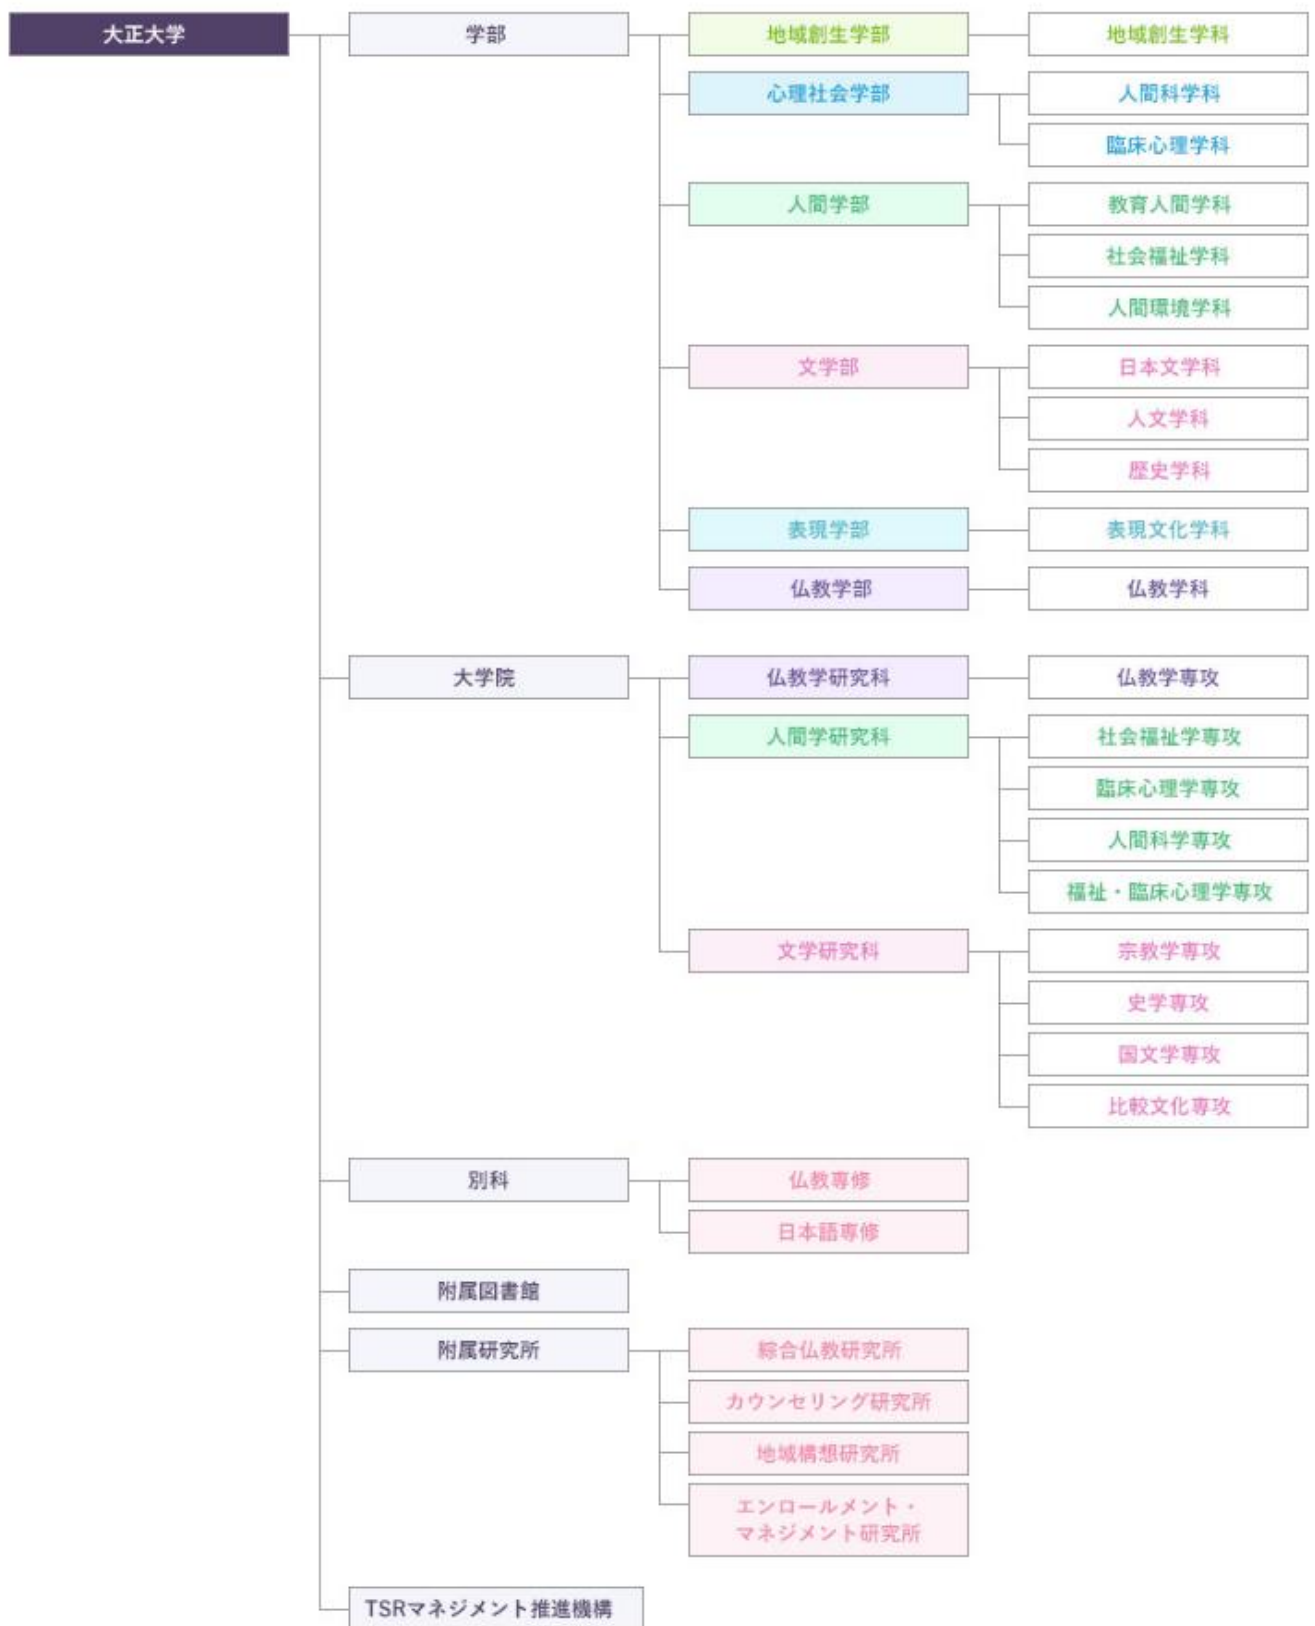 大正大学
学部
地域創生学部
地域創生学科
心理社会学部
人間科学科
臨床心理学科
人間学部
教育人間学科
社会福祉学科
人間環境学科
文学部
日本文学科
人文学科
歴史学科
表現学部
表現文化学科
仏教学部
仏教学科
大学院
仏教学研究科
仏教学専攻
人間学研究科
社会福祉学専攻
臨床心理学専攻
人間科学専攻
福祉・臨床心理学専攻
文学研究科
宗教学専攻
史学専攻
国文学専攻
比較文化専攻
別科
仏教専修
日本語専修
附属図書館
附属研究所
綜合仏教研究所
カウンセリング研究所
地域構想研究所
エンロールメント・
マネジメント研究所
TSRマネジメント推進機構